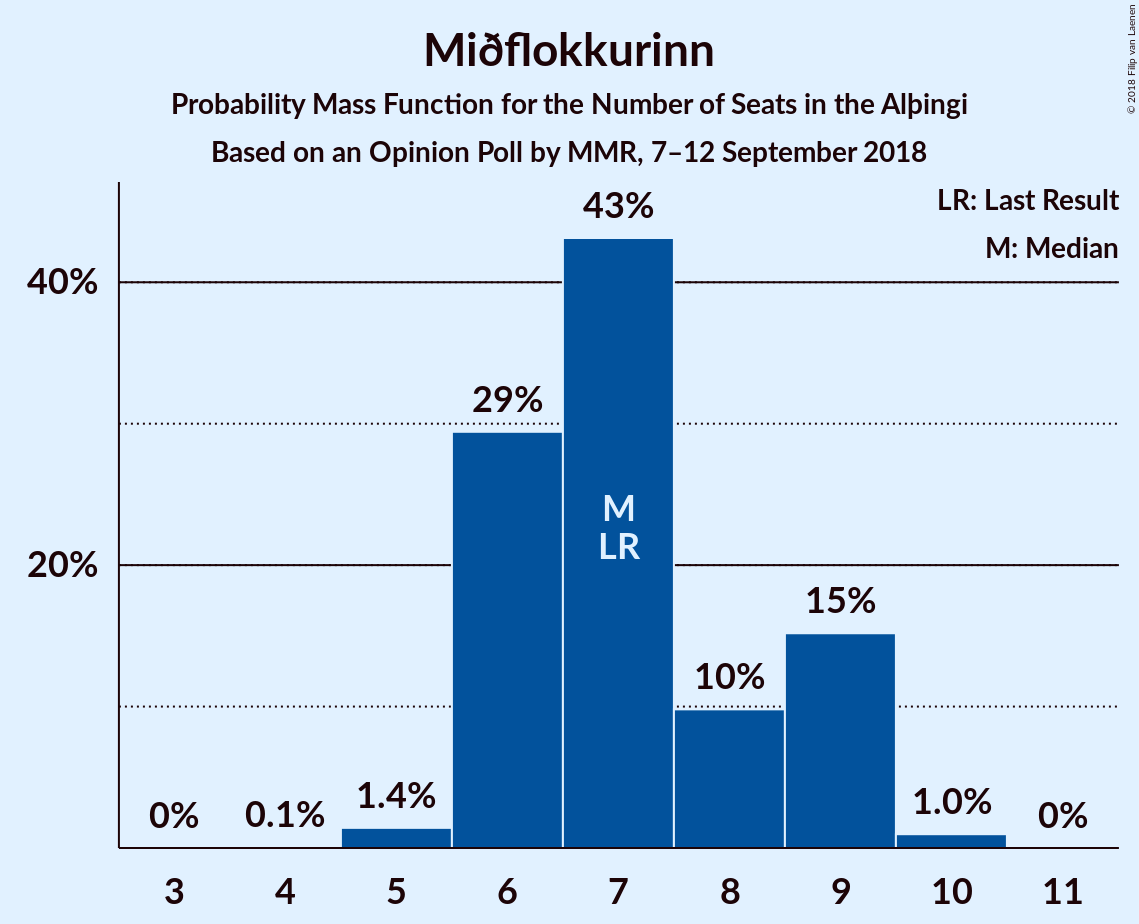 Miðflokkurinn
Probability Mass Function for the Number of Seats in the Alþingi
Based on an Opinion Poll by MMR, 7–12 September 2018
© 2018 Filip van Laenen
LR: Last Result
M: Median
43%
40%
29%
M
LR
20%
15%
10%
1.4%
1.0%
0.1%
0%
0%
3 4 5 6 7 8 9 10 11